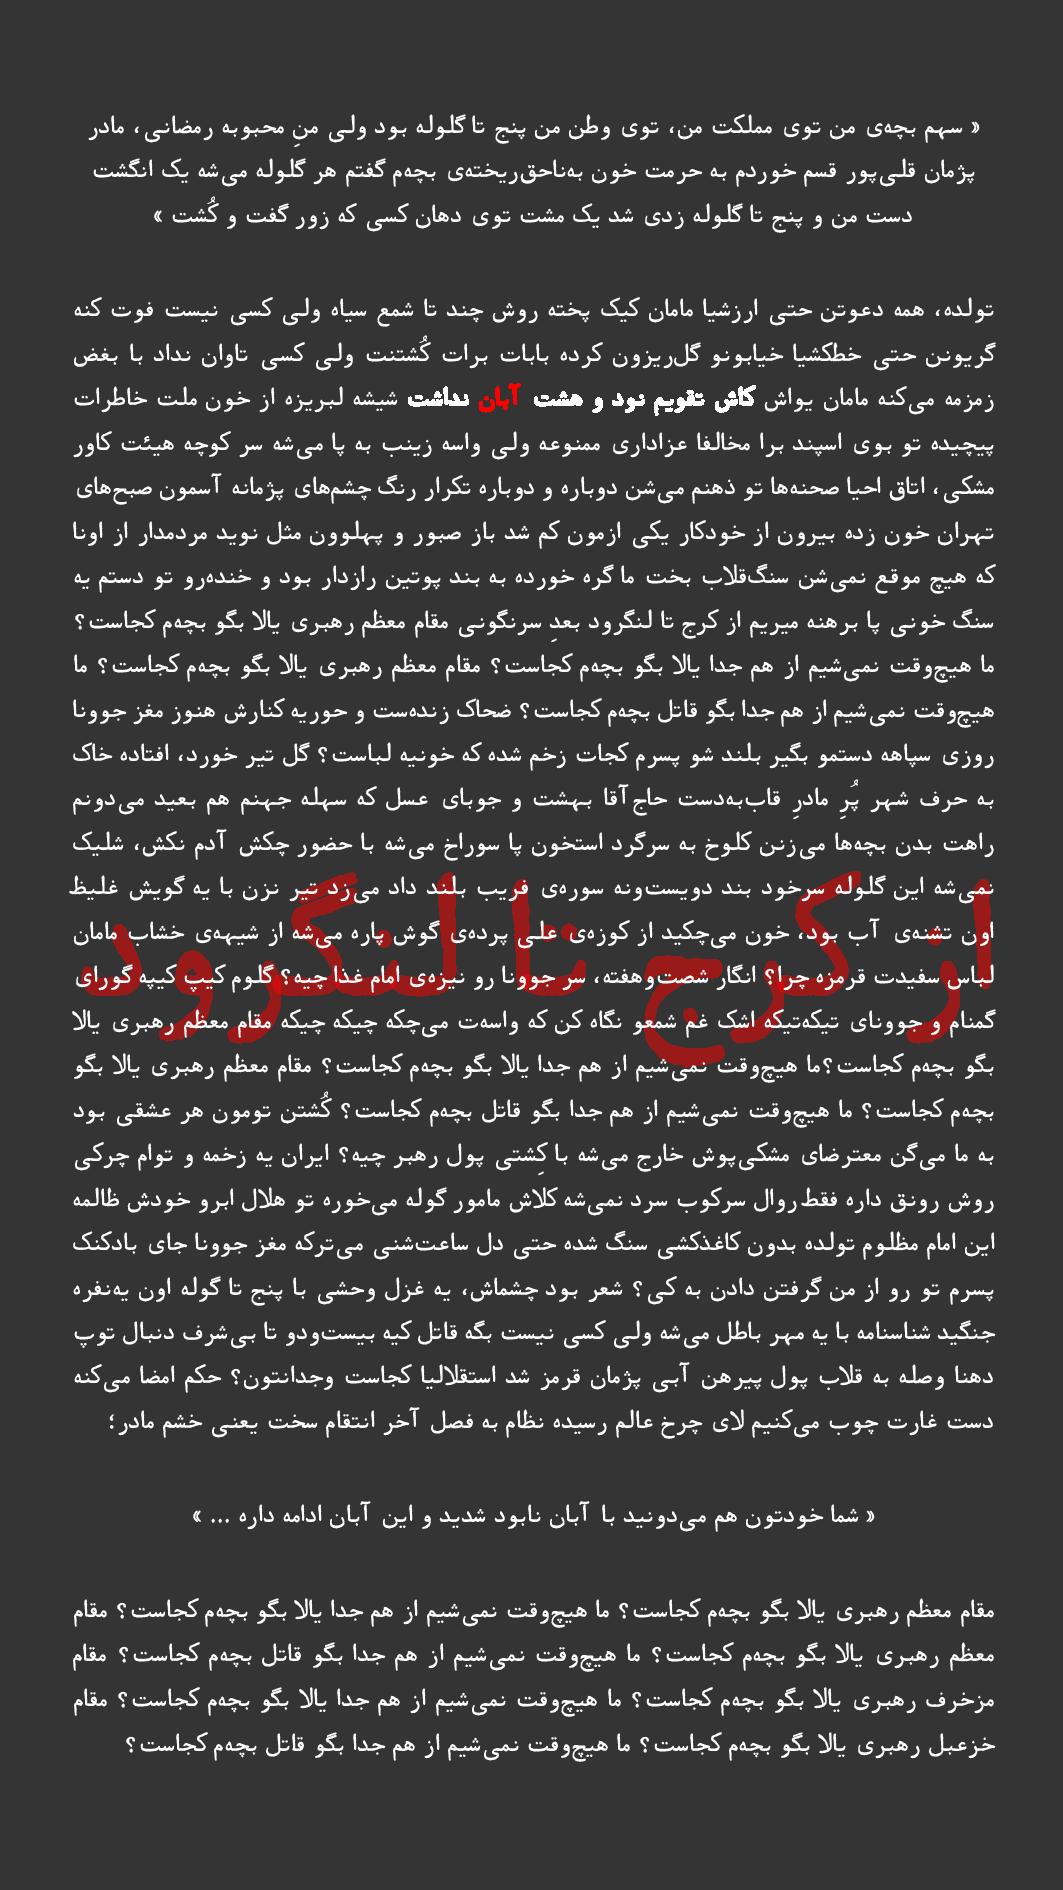 « سهم بچه‌ی من توی مملکت من، توی وطن من پنج تا گلوله بود ولی منِ محبوبه رمضانی، مادر
پژمان قلی‌پور قسم خوردم به حرمت خون به‌ناحق‌ریخته‌ی بچه‌م گفتم هر گلوله می‌شه یک انگشت
دست من و پنج تا گلوله زدی شد یک مشت توی دهان کسی که زور گفت و کُشت »
تولده، همه دعوتن حتی ارزشیا مامان کیک پخته روش چند تا شمع سیاه ولی کسی نیست فوت کنه
گریونن حتی خطکشیا خیابونو گل‌ریزون کرده بابات برات کُشتنت ولی کسی تاوان نداد با بغض
زمزمه می‌کنه مامان یواش کاش تقویم نود و هشت آبان نداشت شیشه لبریزه از خون ملت خاطرات
پیچیده تو بوی اسپند برا مخالفا عزاداری ممنوعه ولی واسه زینب به پا می‌شه سر کوچه هیئت کاور
مشکی، اتاق احیا صحنه‌ها تو ذهنم می‌شن دوباره و دوباره تکرار رنگ چشم‌های پژمانه آسمون صبح‌های
تهران خون زده بیرون از خودکار یکی ازمون کم شد باز صبور و پهلوون مثل نوید مردمدار از اونا
که هیچ موقع نمی‌شن سنگ‌قلاب بخت ما گره خورده به بند پوتین رازدار بود و خنده‌رو تو دستم یه
سنگ خونی پا برهنه میریم از کرج تا لنگرود بعدِ سرنگونی مقام معظم رهبری یالا بگو بچه‌م کجاست؟
ما هیچ‌وقت نمی‌شیم از هم جدا یالا بگو بچه‌م کجاست؟ مقام معظم رهبری یالا بگو بچه‌م کجاست؟ ما
هیچ‌وقت نمی‌شیم از هم جدا بگو قاتل بچه‌م کجاست؟ ضحاک زنده‌ست و حوریه کنارش هنوز مغز جوونا
روزی سپاهه دستمو بگیر بلند شو پسرم کجات زخم شده که خونیه لباست؟ گل تیر خورد، افتاده خاک
به حرف شهر پُرِ مادرِ قاب‌به‌دست حاج‌آقا بهشت و جوبای عسل که سهله جهنم هم بعید می‌دونم
راهت بدن بچه‌ها می‌زنن کلوخ به سرگرد استخون پا سوراخ می‌شه با حضور چکش آدم نکش، شلیک
نمی‌شه این گلوله سرخود بند دویست‌ونه سوره‌ی فریب بلند داد می‌زد تیر نزن با یه گویش غلیظ
اون تشنه‌ی آب بود، خون می‌چکید از کوزه‌ی علی پرده‌ی گوش پاره می‌شه از شیهه‌ی خشاب مامان
لباس سفیدت قرمزه چرا؟ انگار شصت‌وهفته، سر جوونا رو نیزه‌ی امام غذا چیه؟ گلوم کیپ کیپه گورای
گمنام و جوونای تیکه‌تیکه اشک غم شمعو نگاه کن که واسه‌ت می‌چکه چیکه چیکه مقام معظم رهبری یالا
بگو بچه‌م کجاست؟ما هیچ‌وقت نمی‌شیم از هم جدا یالا بگو بچه‌م کجاست؟ مقام معظم رهبری یالا بگو
بچه‌م کجاست؟ ما هیچ‌وقت نمی‌شیم از هم جدا بگو قاتل بچه‌م کجاست؟ کُشتن تومون هر عشقی بود
به ما می‌گن معترضای مشکی‌پوش خارج می‌شه با کِشتی پول رهبر چیه؟ ایران یه زخمه و توام چرکی
روش رونق داره فقط روال سرکوب سرد نمی‌شه کلاش مامور گوله می‌خوره تو هلال ابرو خودش ظالمه
این امام مظلوم تولده بدون کاغذکشی سنگ شده حتی دل ساعت‌شنی می‌ترکه مغز جوونا جای بادکنک
پسرم تو رو از من گرفتن دادن به کی؟ شعر بود چشماش، یه غزل وحشی با پنج تا گوله اون یه‌نفره
جنگید شناسنامه با یه مهر باطل می‌شه ولی کسی نیست بگه قاتل کیه بیست‌ودو تا بی‌شرف دنبال توپ
دهنا وصله به قلاب پول پیرهن آبی پژمان قرمز شد استقلالیا کجاست وجدانتون؟ حکم امضا می‌کنه
دست غارت چوب می‌کنیم لای چرخ عالم رسیده نظام به فصل آخر انتقام سخت یعنی خشم مادر؛
از کرج تا لنگرود
« شما خودتون هم می‌دونید با آبان نابود شدید و این آبان ادامه داره ... »
مقام معظم رهبری یالا بگو بچه‌م کجاست؟ ما هیچ‌وقت نمی‌شیم از هم جدا یالا بگو بچه‌م کجاست؟ مقام
معظم رهبری یالا بگو بچه‌م کجاست؟ ما هیچ‌وقت نمی‌شیم از هم جدا بگو قاتل بچه‌م کجاست؟ مقام
مزخرف رهبری یالا بگو بچه‌م کجاست؟ ما هیچ‌وقت نمی‌شیم از هم جدا یالا بگو بچه‌م کجاست؟ مقام
خزعبل رهبری یالا بگو بچه‌م کجاست؟ ما هیچ‌وقت نمی‌شیم از هم جدا بگو قاتل بچه‌م کجاست؟